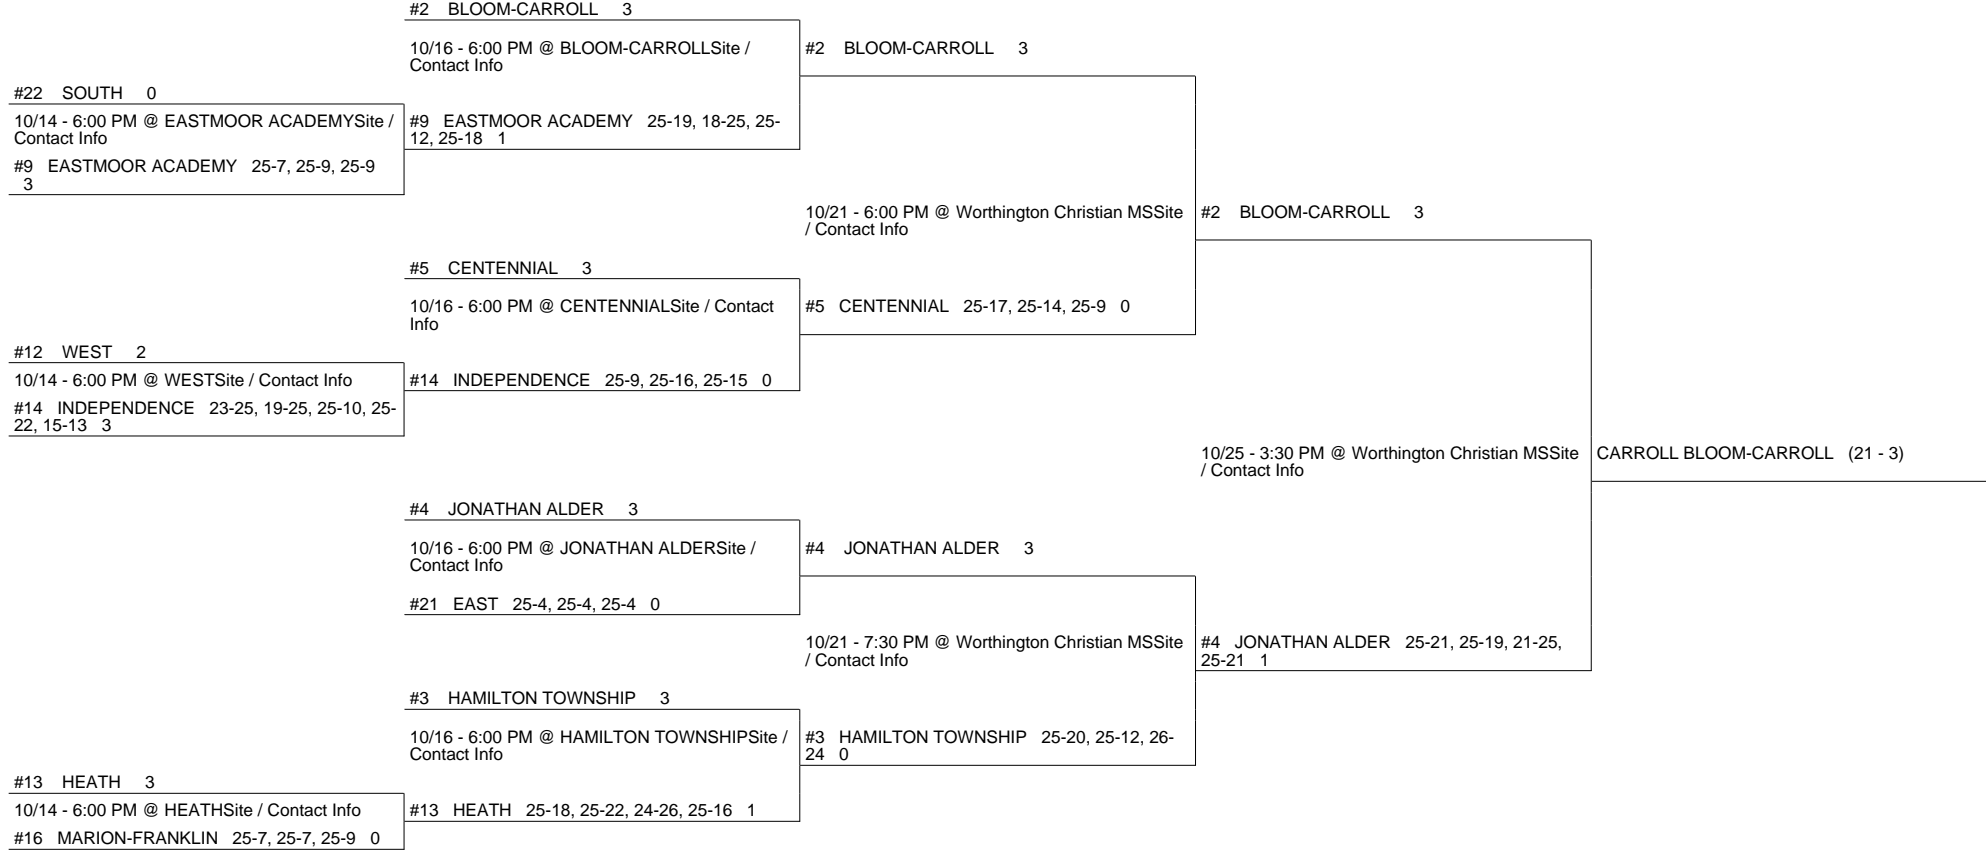 #2 BLOOM-CARROLL 3
10/16 - 6:00 PM @ BLOOM-CARROLLSite /
Contact Info
#2 BLOOM-CARROLL 3
#22 SOUTH 0
10/14 - 6:00 PM @ EASTMOOR ACADEMYSite /
Contact Info
#9 EASTMOOR ACADEMY 25-19, 18-25, 25-
12, 25-18 1
#9 EASTMOOR ACADEMY 25-7, 25-9, 25-9
3
10/21 - 6:00 PM @ Worthington Christian MSSite
/ Contact Info
#2 BLOOM-CARROLL 3
#5 CENTENNIAL 3
10/16 - 6:00 PM @ CENTENNIALSite / Contact
Info
#5 CENTENNIAL 25-17, 25-14, 25-9 0
#12 WEST 2
10/14 - 6:00 PM @ WESTSite / Contact Info
#14 INDEPENDENCE 25-9, 25-16, 25-15 0
#14 INDEPENDENCE 23-25, 19-25, 25-10, 25-
22, 15-13 3
10/25 - 3:30 PM @ Worthington Christian MSSite
/ Contact Info
CARROLL BLOOM-CARROLL (21 - 3)
#4 JONATHAN ALDER 3
10/16 - 6:00 PM @ JONATHAN ALDERSite /
Contact Info
#4 JONATHAN ALDER 3
#21 EAST 25-4, 25-4, 25-4 0
10/21 - 7:30 PM @ Worthington Christian MSSite
/ Contact Info
#4 JONATHAN ALDER 25-21, 25-19, 21-25,
25-21 1
#3 HAMILTON TOWNSHIP 3
10/16 - 6:00 PM @ HAMILTON TOWNSHIPSite /
Contact Info
#3 HAMILTON TOWNSHIP 25-20, 25-12, 26-
24 0
#13 HEATH 3
10/14 - 6:00 PM @ HEATHSite / Contact Info
#13 HEATH 25-18, 25-22, 24-26, 25-16 1
#16 MARION-FRANKLIN 25-7, 25-7, 25-9 0